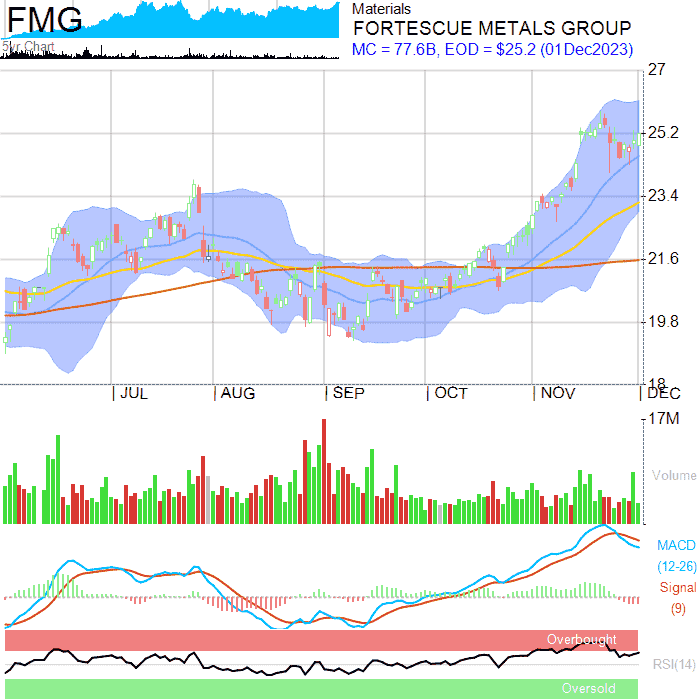 FMG
5yr Chart
Materials
FORTESCUE METALS GROUP
MC = 77.6B, EOD = $25.2 (01Dec2023)
27
25.2
23.4
21.6
19.8
18
JUL AUG SEP OCT NOV DEC
17M
Volume
MACD
(12-26)
Signal
(9)
Overbought
RSI(14)
Oversold